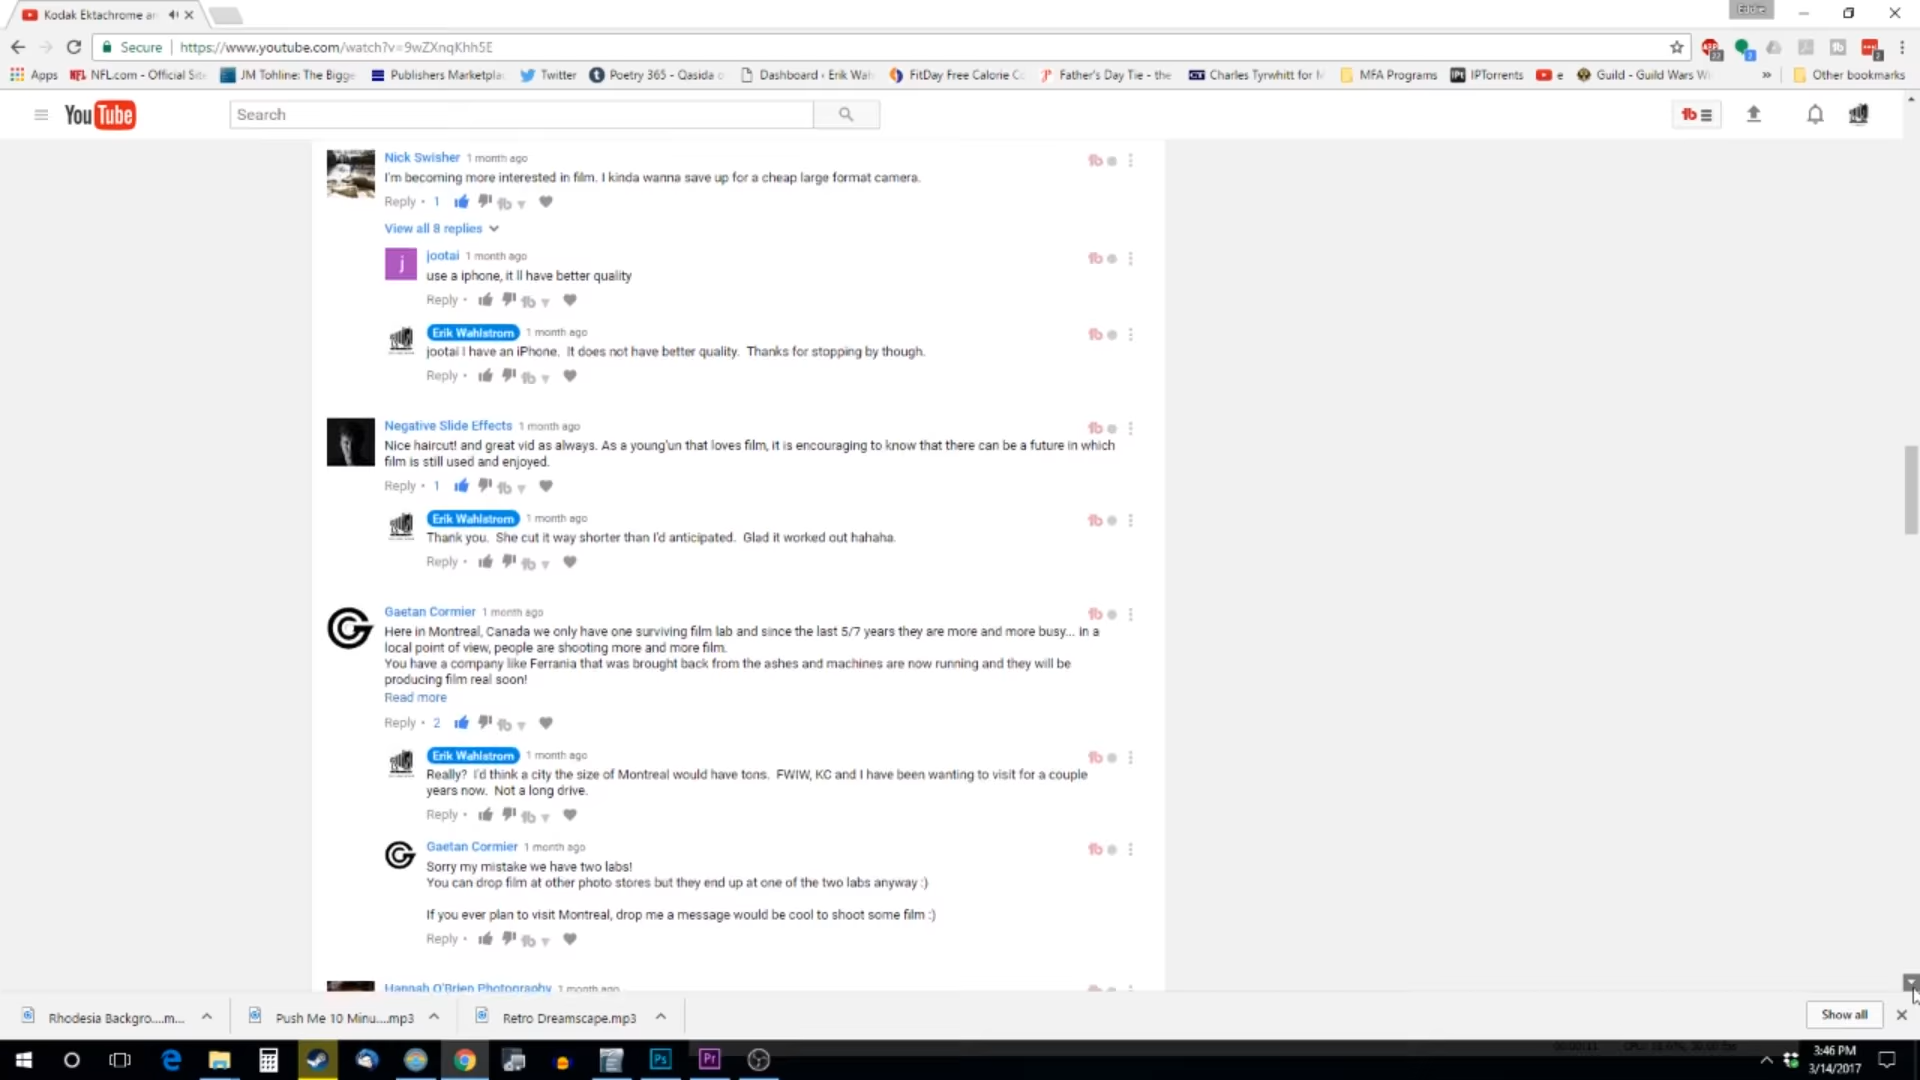 Kodak Ektachrome an
Eddie
Secure https://www.youtube.com/watch?v=9wZXnqKhh5E
Apps NFL.com - Official Site JM Tohline: The Bigge Publishers Marketpla Twitter Poetry 365 - Qasida o Dashboard ‹ Erik Wah FitDay Free Calorie Co Father's Day Tie - the Charles Tyrwhitt for M MFA Programs IPTorrents e Guild - Guild Wars Wi » Other bookmarks
YouTube Search
Nick Swisher 1 month ago
I'm becoming more interested in film. I kinda wanna save up for a cheap large format camera.
Reply • 1
View all 8 replies
j jootai 1 month ago
use a iphone, it ll have better quality
Reply •
Erik Wahlstrom 1 month ago
jootai I have an iPhone. It does not have better quality. Thanks for stopping by though.
Reply •
Negative Slide Effects 1 month ago
Nice haircut! and great vid as always. As a young'un that loves film, it is encouraging to know that there can be a future in which
film is still used and enjoyed.
Reply • 1
Erik Wahlstrom 1 month ago
Thank you. She cut it way shorter than I'd anticipated. Glad it worked out hahaha.
Reply •
Gaetan Cormier 1 month ago
Here in Montreal, Canada we only have one surviving film lab and since the last 5/7 years they are more and more busy... in a
local point of view, people are shooting more and more film.
You have a company like Ferrania that was brought back from the ashes and machines are now running and they will be
producing film real soon!
Read more
Reply • 2
Erik Wahlstrom 1 month ago
Really? I'd think a city the size of Montreal would have tons. FWIW, KC and I have been wanting to visit for a couple
years now. Not a long drive.
Reply •
Gaetan Cormier 1 month ago
Sorry my mistake we have two labs!
You can drop film at other photo stores but they end up at one of the two labs anyway :)
If you ever plan to visit Montreal, drop me a message would be cool to shoot some film :)
Reply •
Hannah O'Brien Photography 1 month ago
Rhodesia Backgro....m... Push Me 10 Minu....mp3 Retro Dreamscape.mp3 Show all
Ps Pr
3:46 PM
3/14/2017